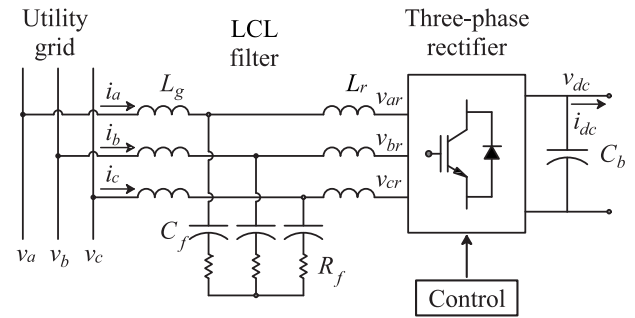 Utility
grid
LCL
filter
Three-phase
rectifier
i_a
L_g
L_r
v_ar
v_dc
i_b
v_br
i_dc
i_c
v_cr
C_b
C_f
R_f
v_a v_b v_c
Control